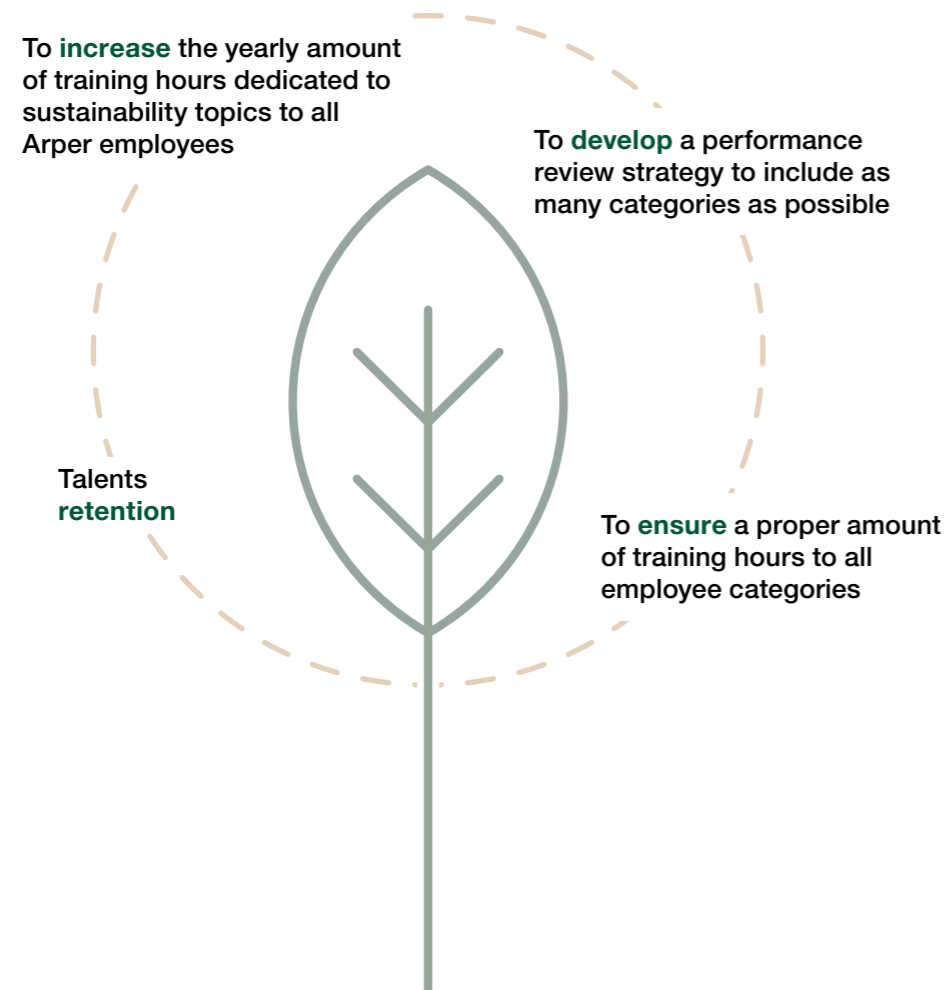 To increase the yearly amount
of training hours dedicated to
sustainability topics to all
Arper employees
To develop a performance
review strategy to include as
many categories as possible
Talents
retention
To ensure a proper amount
of training hours to all
employee categories